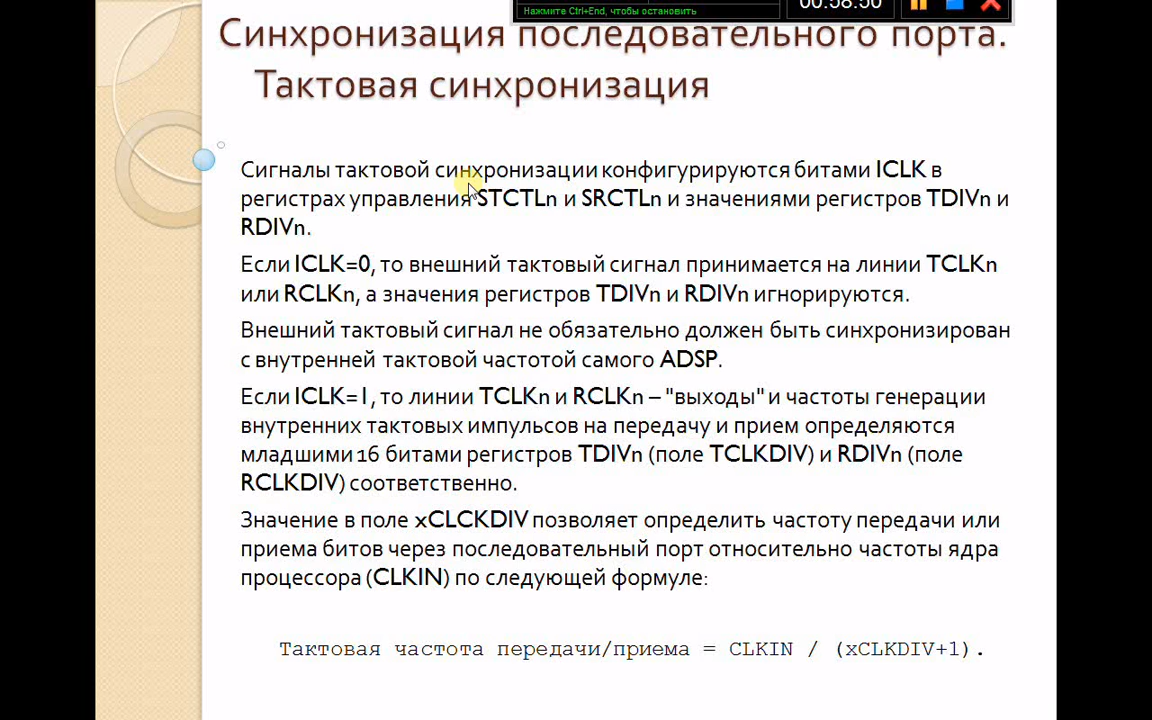 Нажмите Ctrl+End, чтобы остановить
00:58:50
Синхронизация последовательного порта.
Тактовая синхронизация
Сигналы тактовой синхронизации конфигурируются битами ICLK в
регистрах управления STCTLn и SRCTLn и значениями регистров TDIVn и
RDIVn.
Если ICLK=0, то внешний тактовый сигнал принимается на линии TCLKn
или RCLKn, а значения регистров TDIVn и RDIVn игнорируются.
Внешний тактовый сигнал не обязательно должен быть синхронизирован
с внутренней тактовой частотой самого ADSP.
Если ICLK=1, то линии TCLKn и RCLKn – "выходы" и частоты генерации
внутренних тактовых импульсов на передачу и прием определяются
младшими 16 битами регистров TDIVn (поле TCLKDIV) и RDIVn (поле
RCLKDIV) соответственно.
Значение в поле xCLCKDIV позволяет определить частоту передачи или
приема битов через последовательный порт относительно частоты ядра
процессора (CLKIN) по следующей формуле:
Тактовая частота передачи/приема = CLKIN / (xCLKDIV+1).